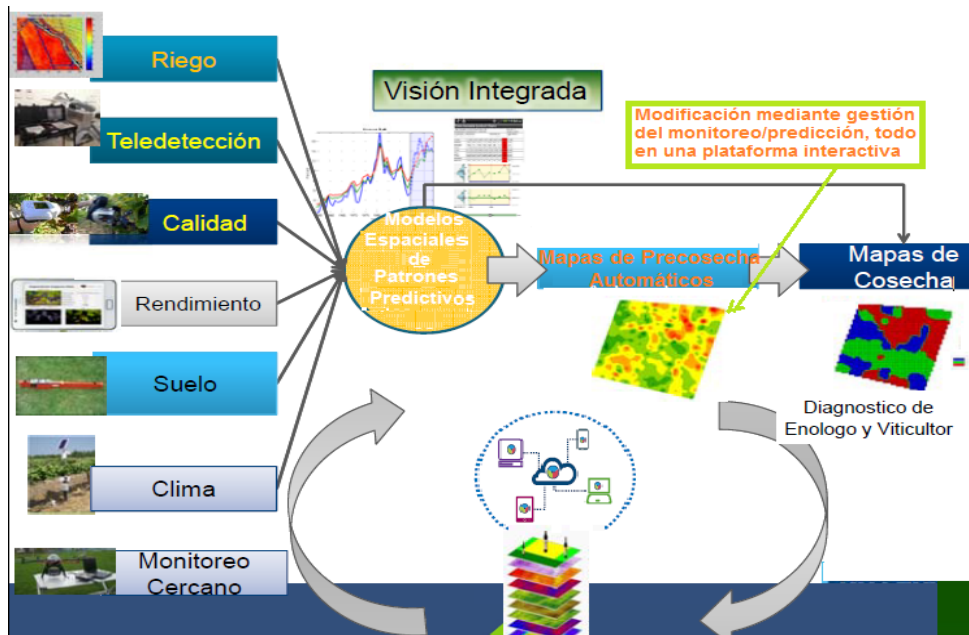 Riego
Visión Integrada
Teledetección
Modificación mediante gestión
del monitoreo/predicción, todo
en una plataforma interactiva
Calidad
Modelos
Espaciales
de
Patrones
Predictivos
Mapas de Precosecha
Automáticos
Mapas de
Cosecha
Rendimiento
Suelo
Diagnostico de
Enologo y Viticultor
Clima
Monitoreo
Cercano